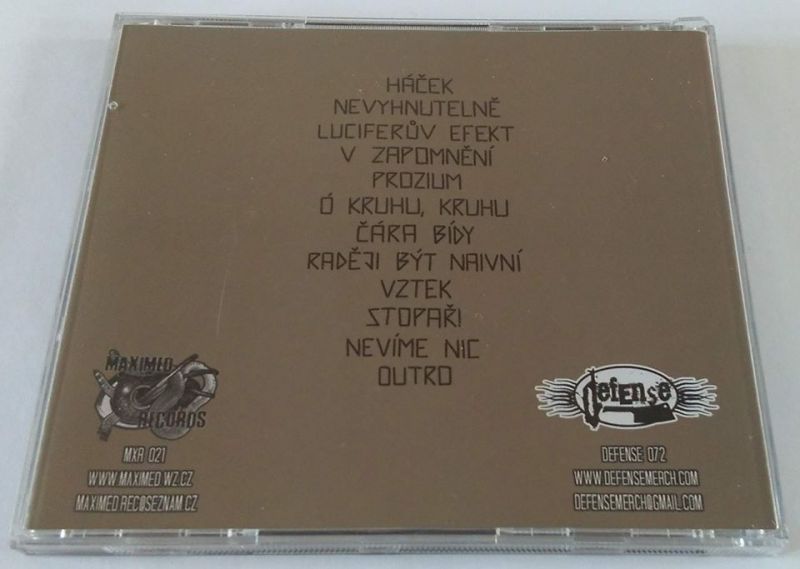 HÁČEK
NEVYHNUTELNĚ
LUCIFERŮV EFEKT
V ZAPOMNĚNÍ
PROZIUM
Ó KRUHU, KRUHU
ČÁRA BÍDY
RADĚJI BÝT NAIVNÍ
VZTEK
STOPAŘI
NEVÍME NIC
OUTRO
MAXIMED
RECORDS
MXR 021
WWW.MAXIMED.WZ.CZ
MAXIMED.REC@SEZNAM.CZ
defense
DEFENSE 072
WWW.DEFENSEMERCH.COM
DEFENSEMERCH@GMAIL.COM